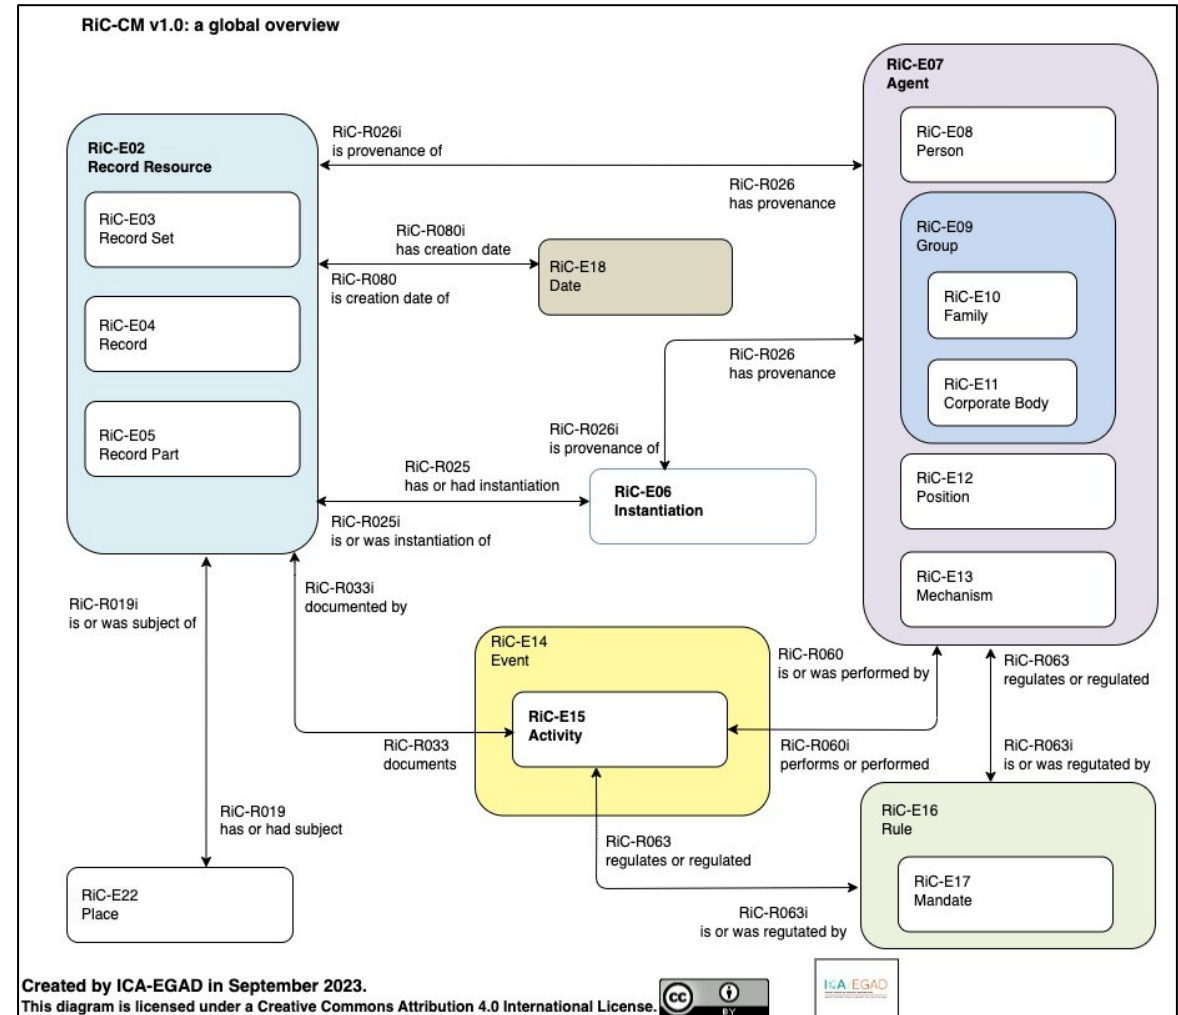 RiC-CM v1.0: a global overview
RiC-E07
Agent
RiC-E08
Person
RiC-E09
Group
RiC-E10
Family
RiC-E11
Corporate Body
RiC-E12
Position
RiC-E13
Mechanism
RiC-E02
Record Resource
RiC-E03
Record Set
RiC-E04
Record
RiC-E05
Record Part
RiC-R026i
is provenance of
RiC-R026
has provenance
RiC-R080i
has creation date
RiC-R080
is creation date of
RiC-E18
Date
RiC-R026
has provenance
RiC-R026i
is provenance of
RiC-R025
has or had instantiation
RiC-R025i
is or was instantiation of
RiC-E06
Instantiation
RiC-R019i
is or was subject of
RiC-R033i
documented by
RiC-E14
Event
RiC-E15
Activity
RiC-R033
documents
RiC-R060
is or was performed by
RiC-R060i
performs or performed
RiC-R063
regulates or regulated
RiC-R063i
is or was regutated by
RiC-R019
has or had subject
RiC-R063
regulates or regulated
RiC-R063i
is or was regutated by
RiC-E16
Rule
RiC-E17
Mandate
RiC-E22
Place
Created by ICA-EGAD in September 2023.
This diagram is licensed under a Creative Commons Attribution 4.0 International License.
cc
BY
ICA/EGAD